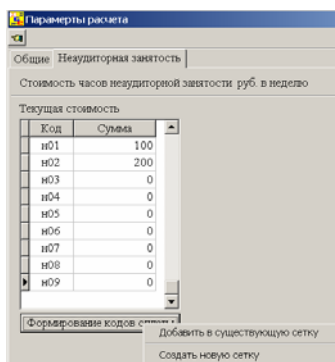 Параметры расчета
Общие Неаудиторная занятость
Стоимость часов неаудиторной занятости руб. в неделю
Текущая стоимость
Код Сумма
н01 100
н02 200
н03 0
н04 0
н05 0
н06 0
н07 0
н08 0
н09 0
Формирование кодов
Добавить в существующую сетку
Создать новую сетку